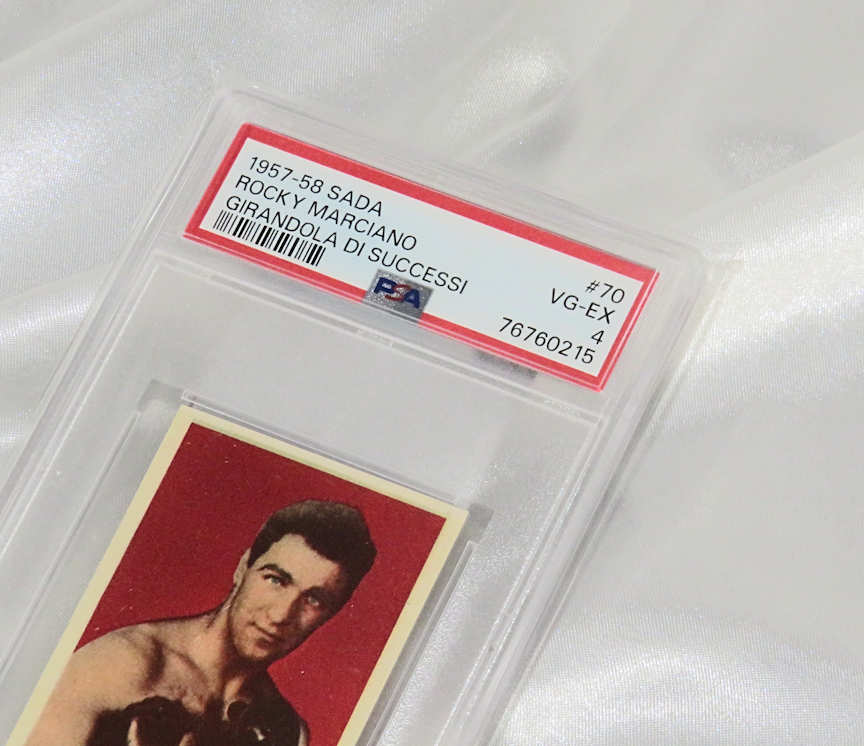 1957-58 SADA
ROCKY MARCIANO
GIRANDOLA DI SUCCESSI
#70
VG-EX
4
76760215
PSA